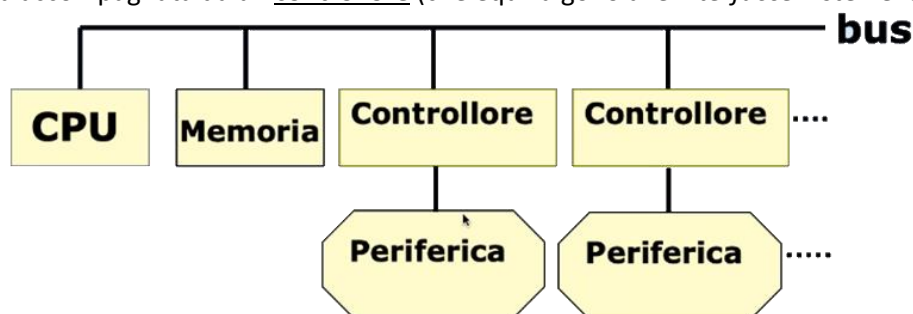 bus
CPU
Memoria
Controllore
Controllore
....
Periferica
Periferica
.....